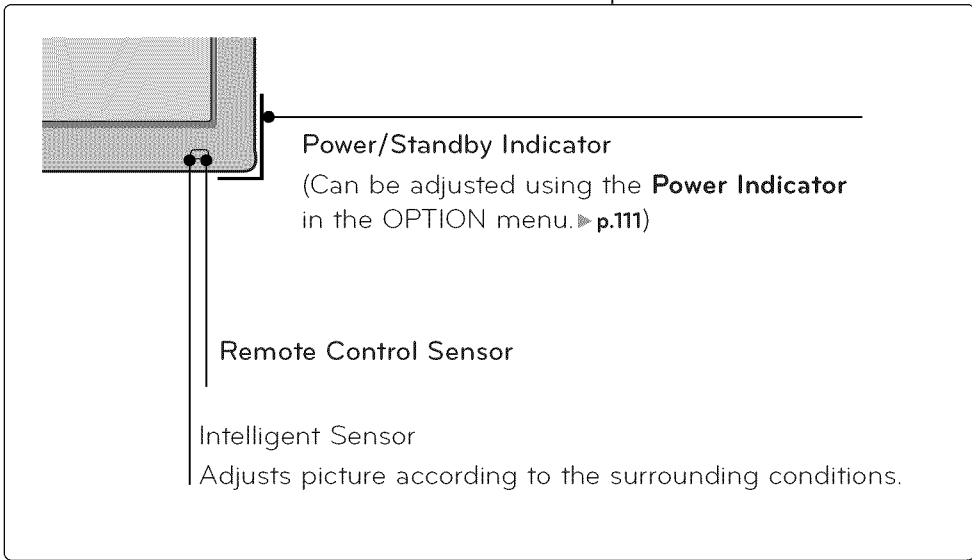 Power/Standby Indicator
(Can be adjusted using the Power Indicator
in the OPTION menu.▶p.111)
Remote Control Sensor
Intelligent Sensor
Adjusts picture according to the surrounding conditions.